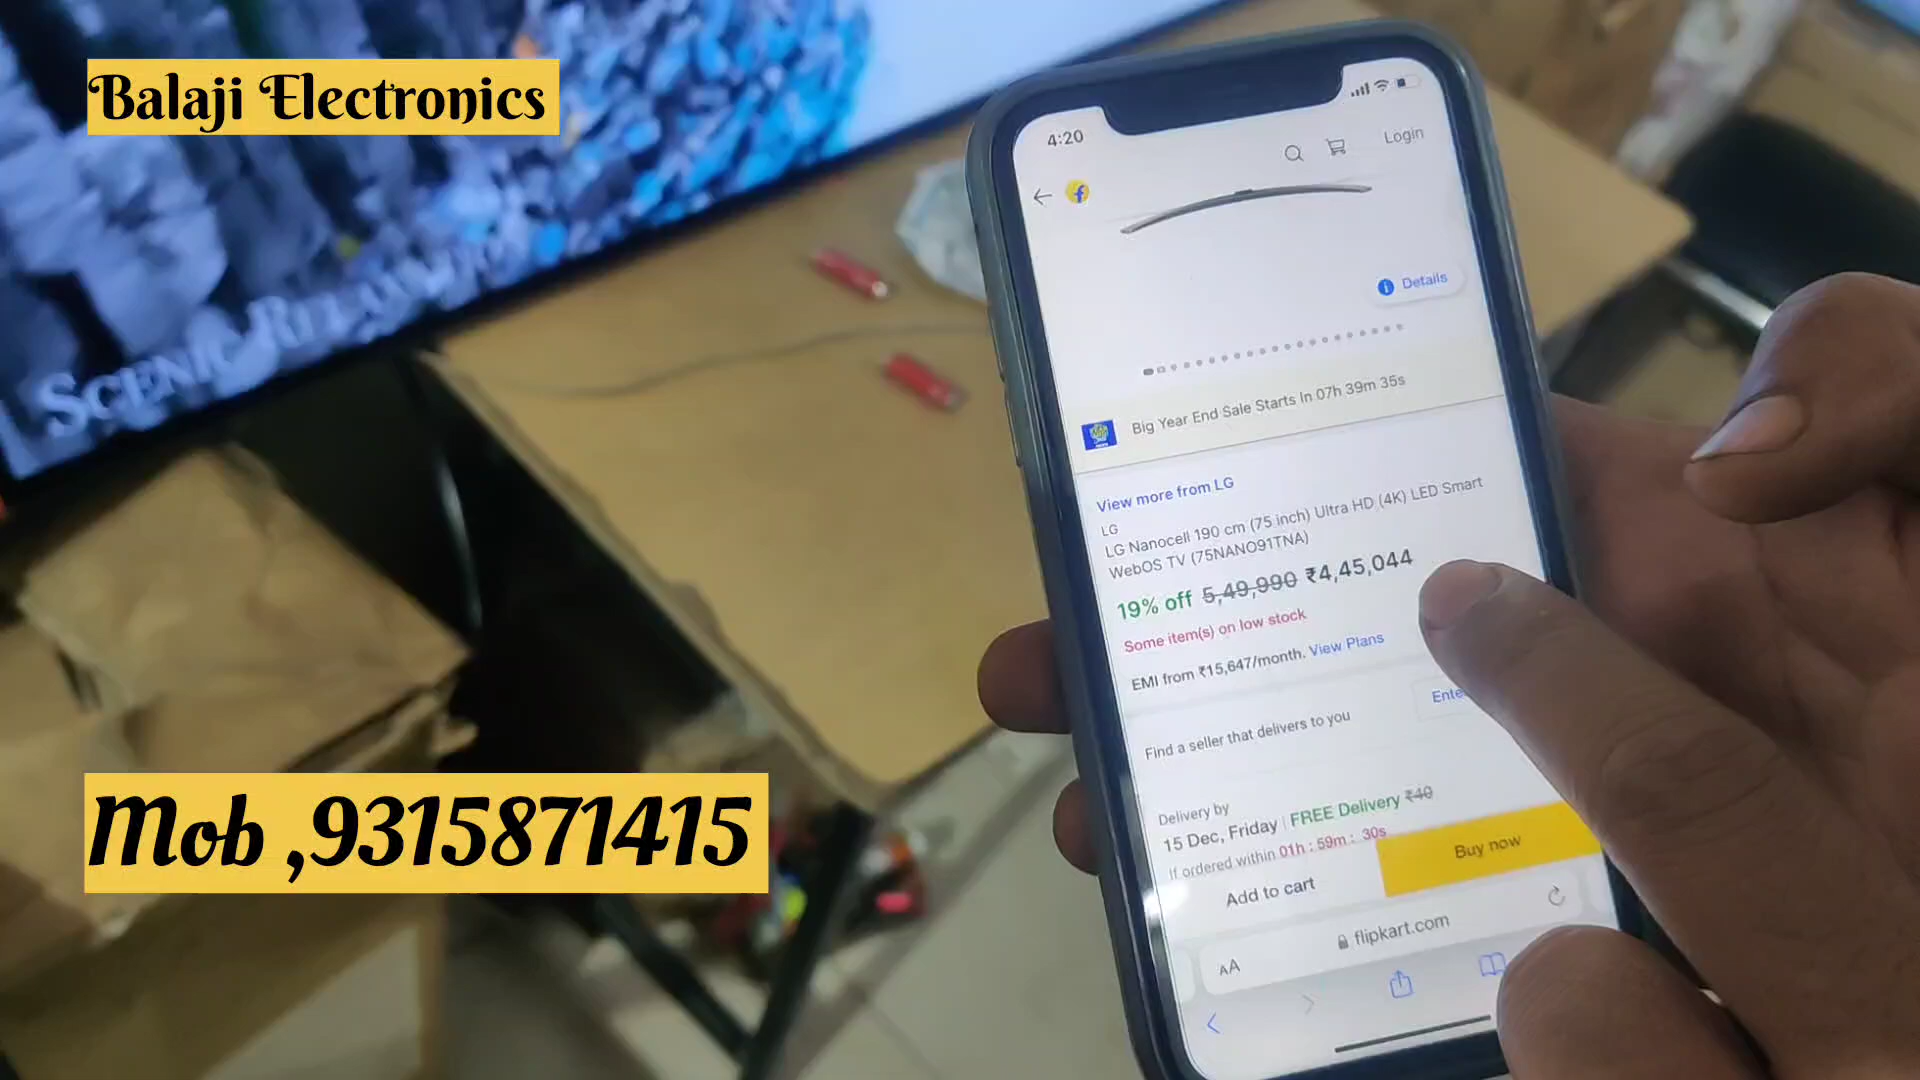 Balaji Electronics
Mob ,9315871415
SCENIC
4:20
Login
Details
Big Year End Sale Starts In 07h 39m 35s
View more from LG
LG
LG Nanocell 190 cm (75 inch) Ultra HD (4K) LED Smart
WebOS TV (75NANO91TNA)
19% off 5,49,990 ₹4,45,044
Some item(s) on low stock
EMI from ₹15,647/month. View Plans
Find a seller that delivers to you
Delivery by
15 Dec, Friday | FREE Delivery ₹40
If ordered within 01h : 59m : 30s
Add to cart
Buy now
AA
flipkart.com